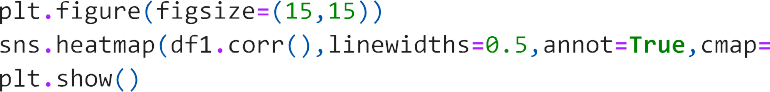 plt.figure(figsize=(15,15))
sns.heatmap(df1.corr(),linewidths=0.5,annot=True,cmap=
plt.show()